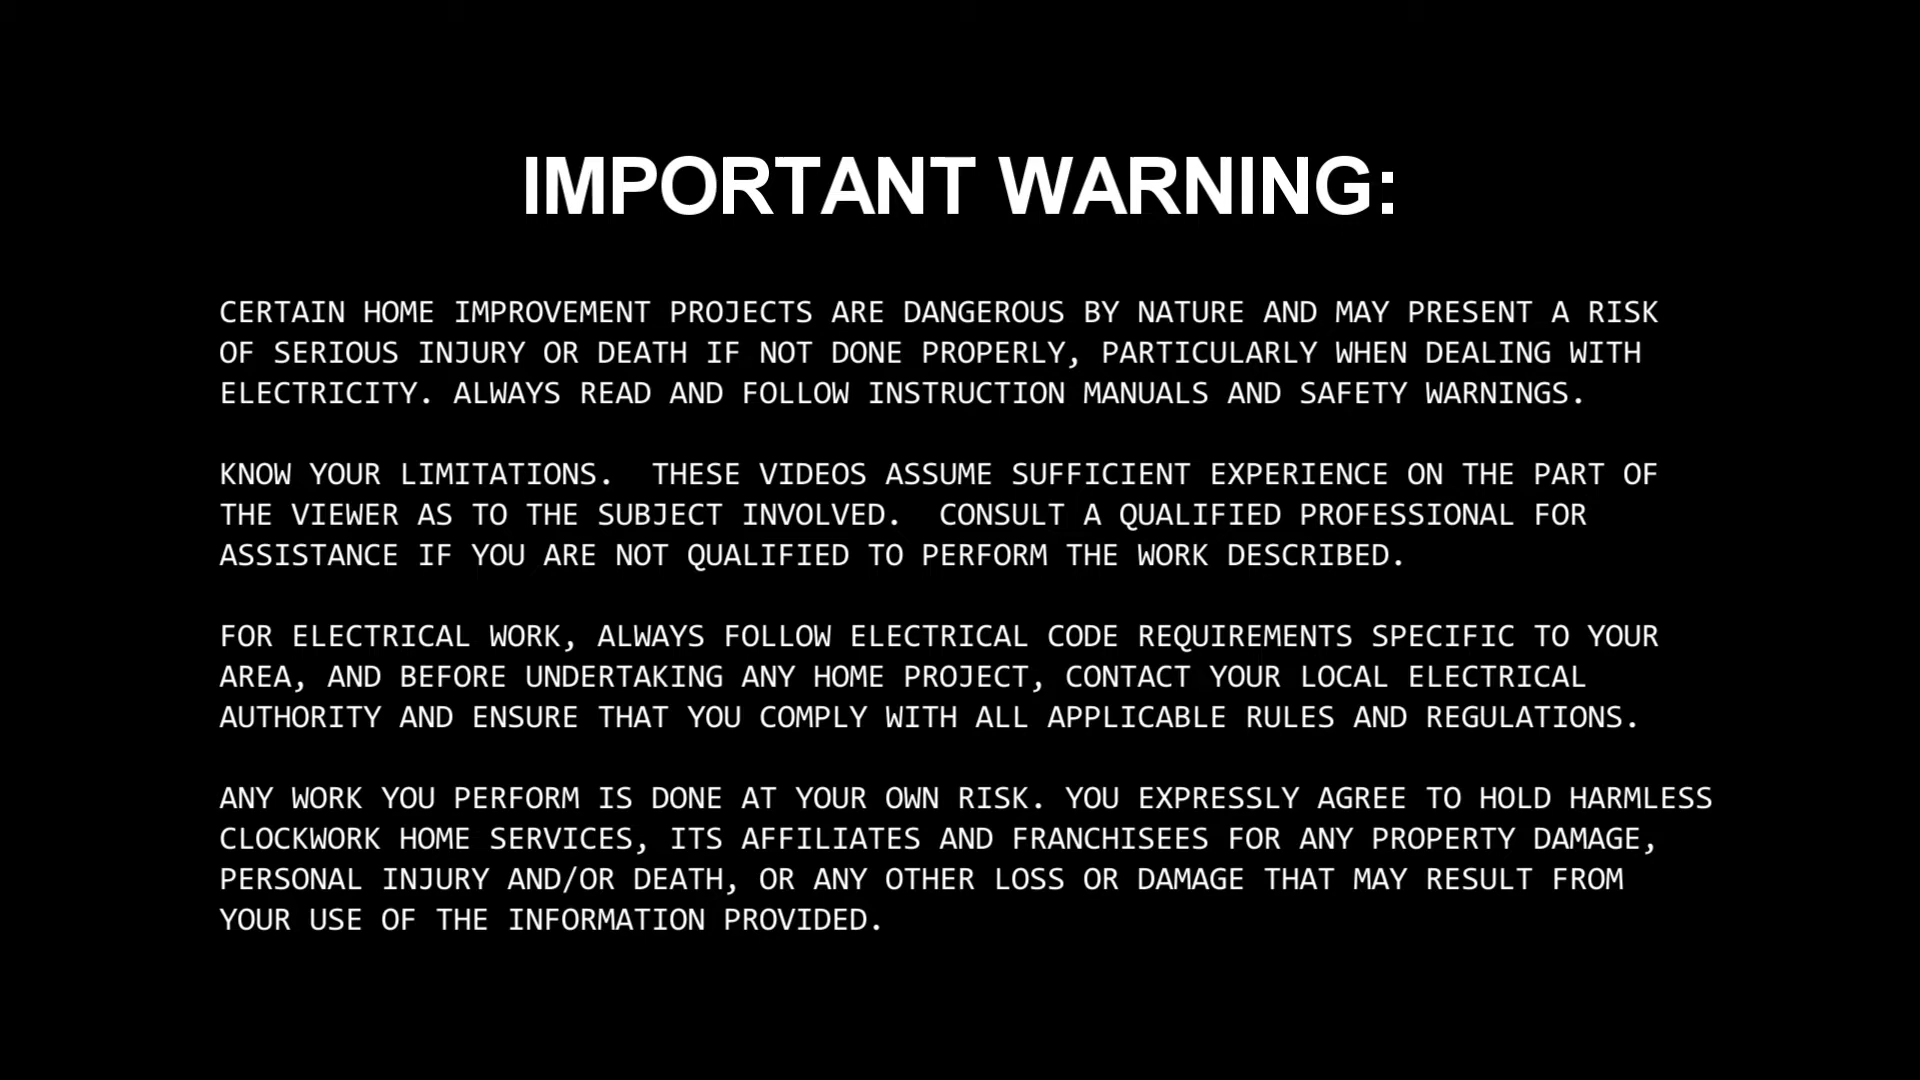 IMPORTANT WARNING:
CERTAIN HOME IMPROVEMENT PROJECTS ARE DANGEROUS BY NATURE AND MAY PRESENT A RISK
OF SERIOUS INJURY OR DEATH IF NOT DONE PROPERLY, PARTICULARLY WHEN DEALING WITH
ELECTRICITY. ALWAYS READ AND FOLLOW INSTRUCTION MANUALS AND SAFETY WARNINGS.
KNOW YOUR LIMITATIONS.  THESE VIDEOS ASSUME SUFFICIENT EXPERIENCE ON THE PART OF
THE VIEWER AS TO THE SUBJECT INVOLVED.  CONSULT A QUALIFIED PROFESSIONAL FOR
ASSISTANCE IF YOU ARE NOT QUALIFIED TO PERFORM THE WORK DESCRIBED.
FOR ELECTRICAL WORK, ALWAYS FOLLOW ELECTRICAL CODE REQUIREMENTS SPECIFIC TO YOUR
AREA, AND BEFORE UNDERTAKING ANY HOME PROJECT, CONTACT YOUR LOCAL ELECTRICAL
AUTHORITY AND ENSURE THAT YOU COMPLY WITH ALL APPLICABLE RULES AND REGULATIONS.
ANY WORK YOU PERFORM IS DONE AT YOUR OWN RISK. YOU EXPRESSLY AGREE TO HOLD HARMLESS
CLOCKWORK HOME SERVICES, ITS AFFILIATES AND FRANCHISEES FOR ANY PROPERTY DAMAGE,
PERSONAL INJURY AND/OR DEATH, OR ANY OTHER LOSS OR DAMAGE THAT MAY RESULT FROM
YOUR USE OF THE INFORMATION PROVIDED.